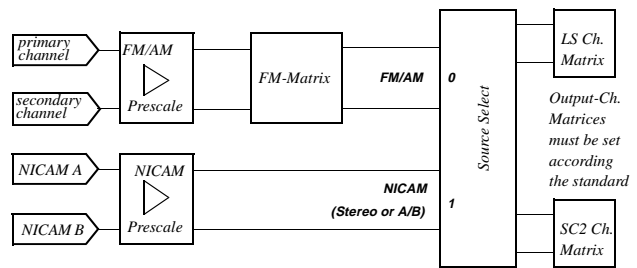 primary
channel
secondary
channel
FM/AM
Prescale
FM-Matrix
FM/AM
0
NICAM A
NICAM B
NICAM
Prescale
NICAM
(Stereo or A/B)
1
Source Select
LS Ch.
Matrix
Output-Ch.
Matrices
must be set
according
the standard
SC2 Ch.
Matrix